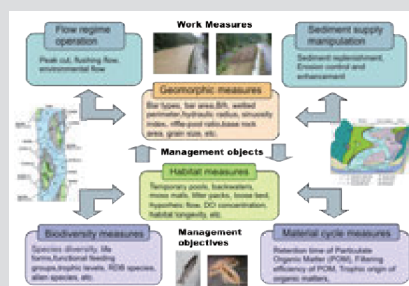 Flow regime
operation
Peak cut, flushing flow,
environmental flow
Work Measures
Sediment supply
manipulation
Sediment replenishment,
Erosion control and
enhancement
Geomorphic measures
Bar types, bar area, B/h, wetted
perimeter, hydraulic radius, sinuosity
index, riffle-pool ratio, base rock
area, grain size, etc.
Management objects
Habitat measures
Temporary pools, backwaters,
moss mats, litter packs, loose bed,
hyporheic flow, DO concentration,
habitat longevity, etc.
Biodiversity measures
Species diversity, life
forms, functional feeding
groups, trophic levels, RDB species,
alien species, etc.
Management
objectives
Material cycle measures
Retention time of Particulate
Organic Matter (POM), Filtering
efficiency of POM, Trophic origin of
organic matters,